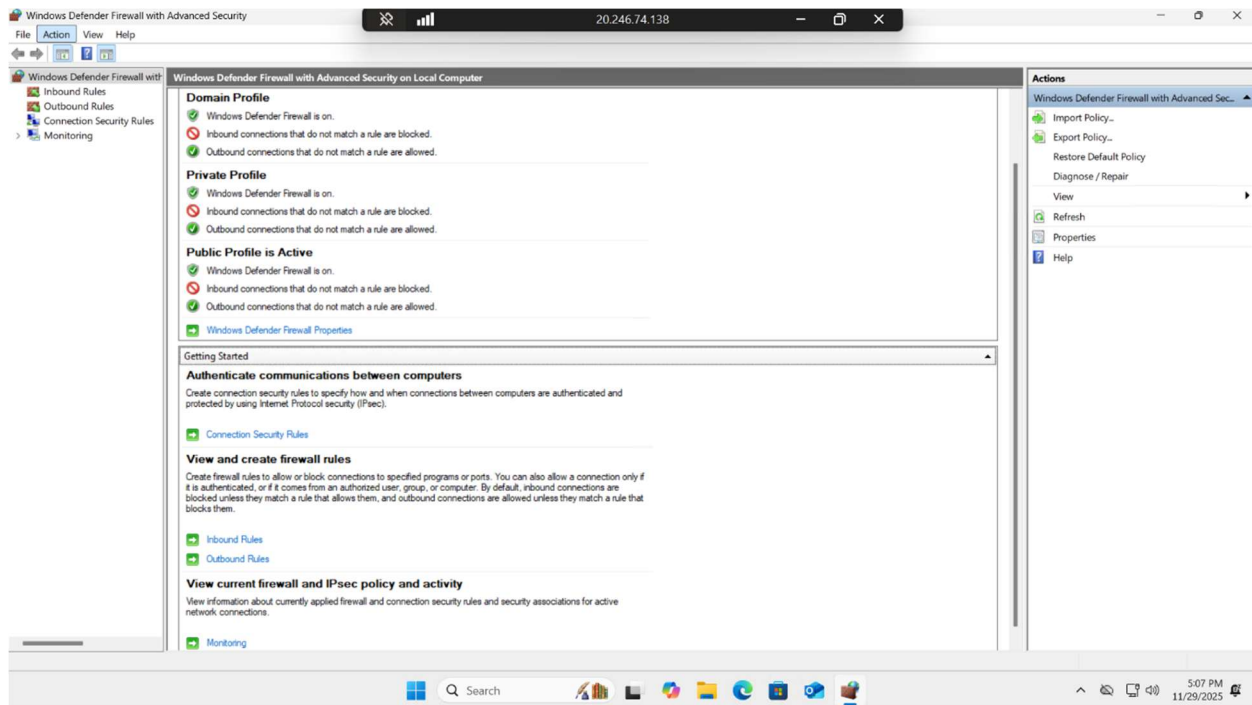 Windows Defender Firewall with Advanced Security
20.246.74.138
File Action View Help
Windows Defender Firewall with
Inbound Rules
Outbound Rules
Connection Security Rules
Monitoring
Windows Defender Firewall with Advanced Security on Local Computer
Domain Profile
Windows Defender Firewall is on.
Inbound connections that do not match a rule are blocked.
Outbound connections that do not match a rule are allowed.
Private Profile
Windows Defender Firewall is on.
Inbound connections that do not match a rule are blocked.
Outbound connections that do not match a rule are allowed.
Public Profile is Active
Windows Defender Firewall is on.
Inbound connections that do not match a rule are blocked.
Outbound connections that do not match a rule are allowed.
Windows Defender Firewall Properties
Getting Started
Authenticate communications between computers
Create connection security rules to specify how and when connections between computers are authenticated and
protected by using Internet Protocol security (IPsec).
Connection Security Rules
View and create firewall rules
Create firewall rules to allow or block connections to specified programs or ports. You can also allow a connection only if
it is authenticated, or if it comes from an authorized user, group, or computer. By default, inbound connections are
blocked unless they match a rule that allows them, and outbound connections are allowed unless they match a rule that
blocks them.
Inbound Rules
Outbound Rules
View current firewall and IPsec policy and activity
View information about currently applied firewall and connection security rules and security associations for active
network connections.
Monitoring
Actions
Windows Defender Firewall with Advanced Sec...
Import Policy...
Export Policy...
Restore Default Policy
Diagnose / Repair
View
Refresh
Properties
Help
Search
5:07 PM
11/29/2025